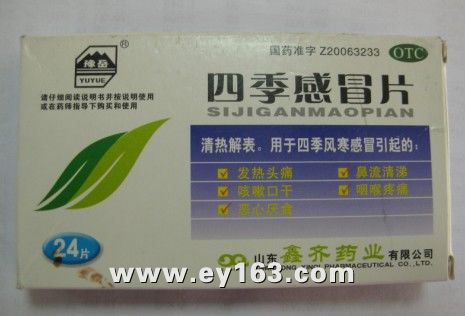 豫岳
®
YUYUE
国药准字 Z20063233
OTC
请仔细阅读说明书并按说明使用
或在药师指导下购买和使用
四季感冒片
SIJIGANMAOPIAN
清热解表。用于四季风寒感冒引起的：
发热头痛
鼻流清涕
咳嗽口干
咽喉疼痛
恶心厌食
24片
山东 鑫齐药业 有限公司
PHARMACEUTICAL CO.,LTD.
www.ey163.com